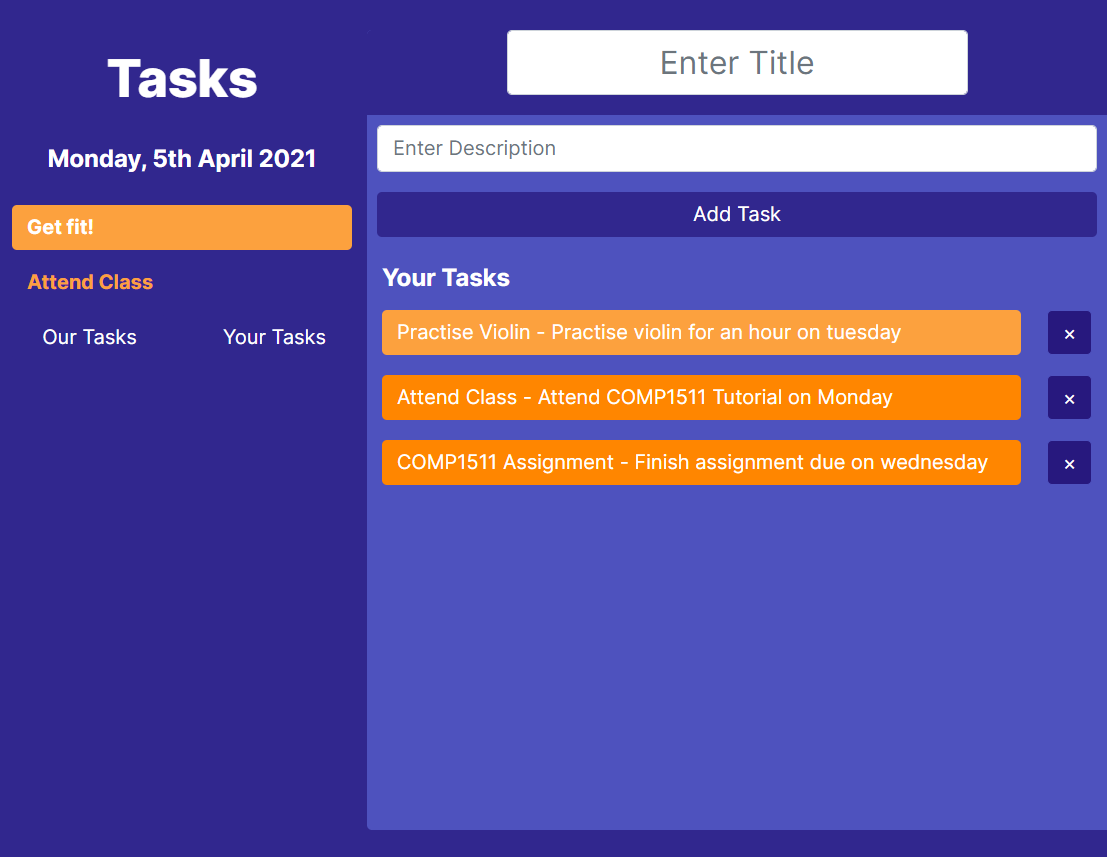 Tasks
Monday, 5th April 2021
Get fit!
Attend Class
Our Tasks
Your Tasks
Enter Title
Enter Description
Add Task
Your Tasks
Practise Violin - Practise violin for an hour on tuesday
×
Attend Class - Attend COMP1511 Tutorial on Monday
×
COMP1511 Assignment - Finish assignment due on wednesday
×